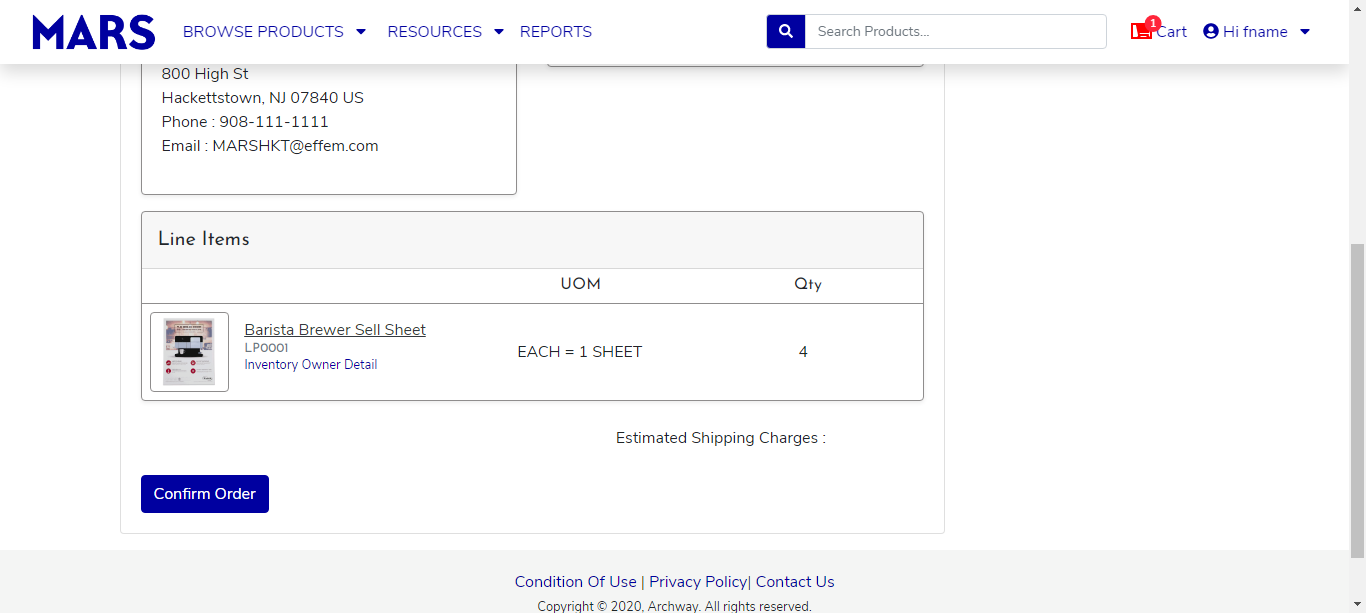 MARS
BROWSE PRODUCTS
RESOURCES
REPORTS
Search Products...
1
Cart
Hi fname
800 High St
Hackettstown, NJ 07840 US
Phone : 908-111-1111
Email : MARSHKT@effem.com
Line Items
UOM
Qty
Barista Brewer Sell Sheet
LP0001
Inventory Owner Detail
EACH = 1 SHEET
4
Estimated Shipping Charges :
Confirm Order
Condition Of Use | Privacy Policy| Contact Us
Copyright © 2020, Archway. All rights reserved.